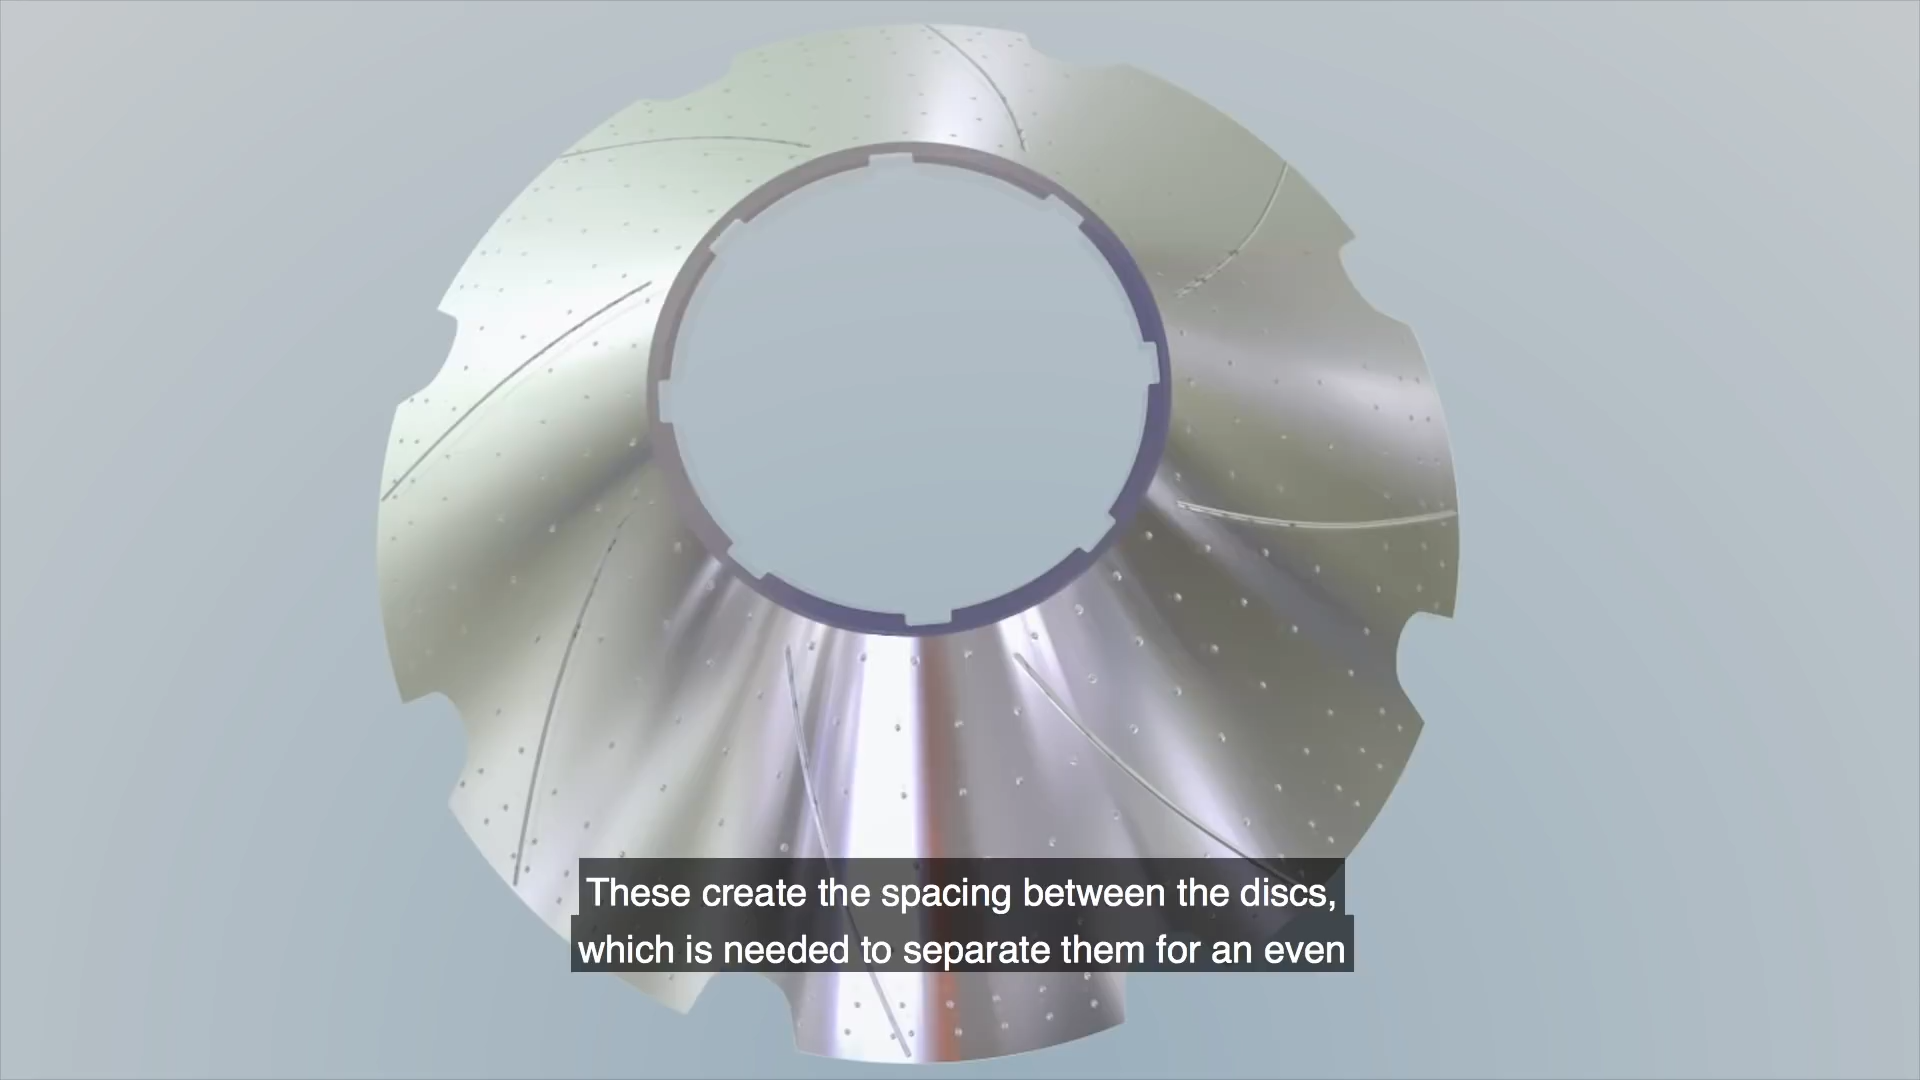 These create the spacing between the discs,
which is needed to separate them for an even